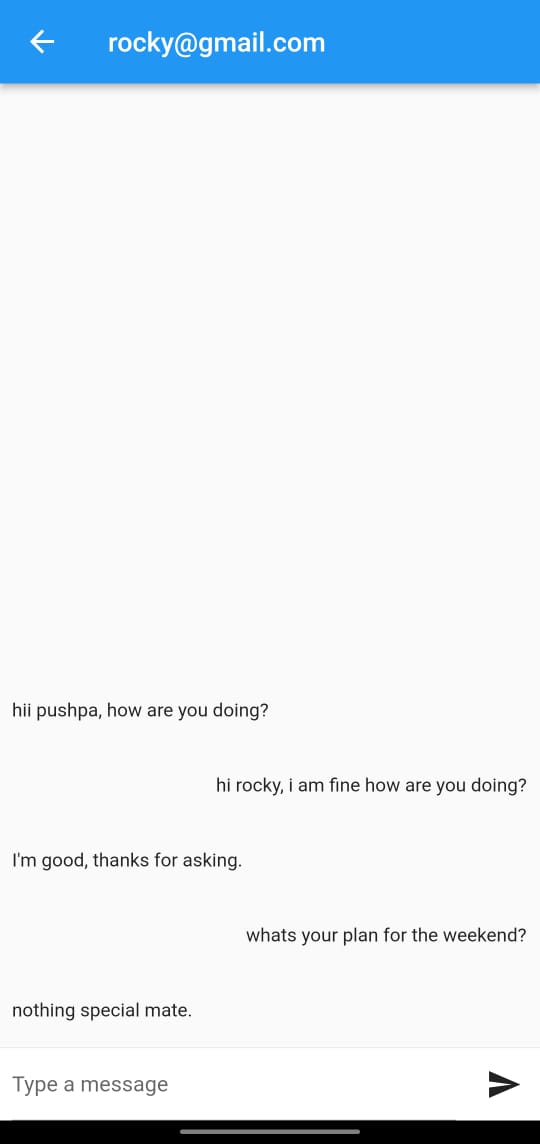 rocky@gmail.com
hii pushpa, how are you doing?
hi rocky, i am fine how are you doing?
I'm good, thanks for asking.
whats your plan for the weekend?
nothing special mate.
Type a message